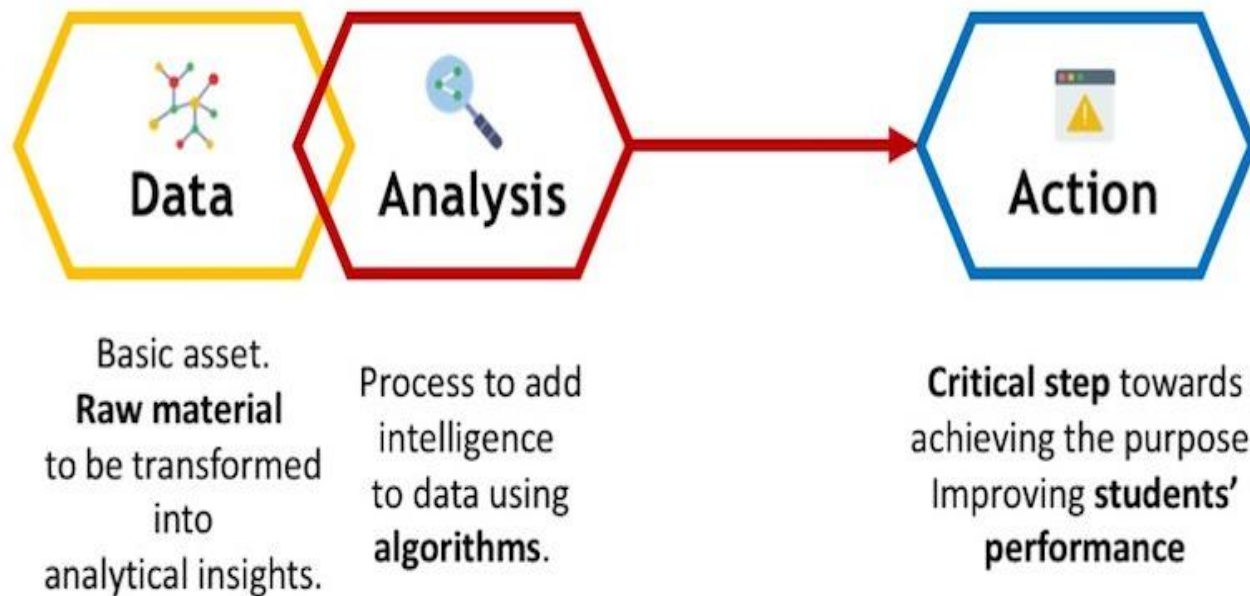 Data
Basic asset.
Raw material
to be transformed
into
analytical insights.
Analysis
Process to add
intelligence
to data using
algorithms.
Action
Critical step towards
achieving the purpose
Improving students’
performance